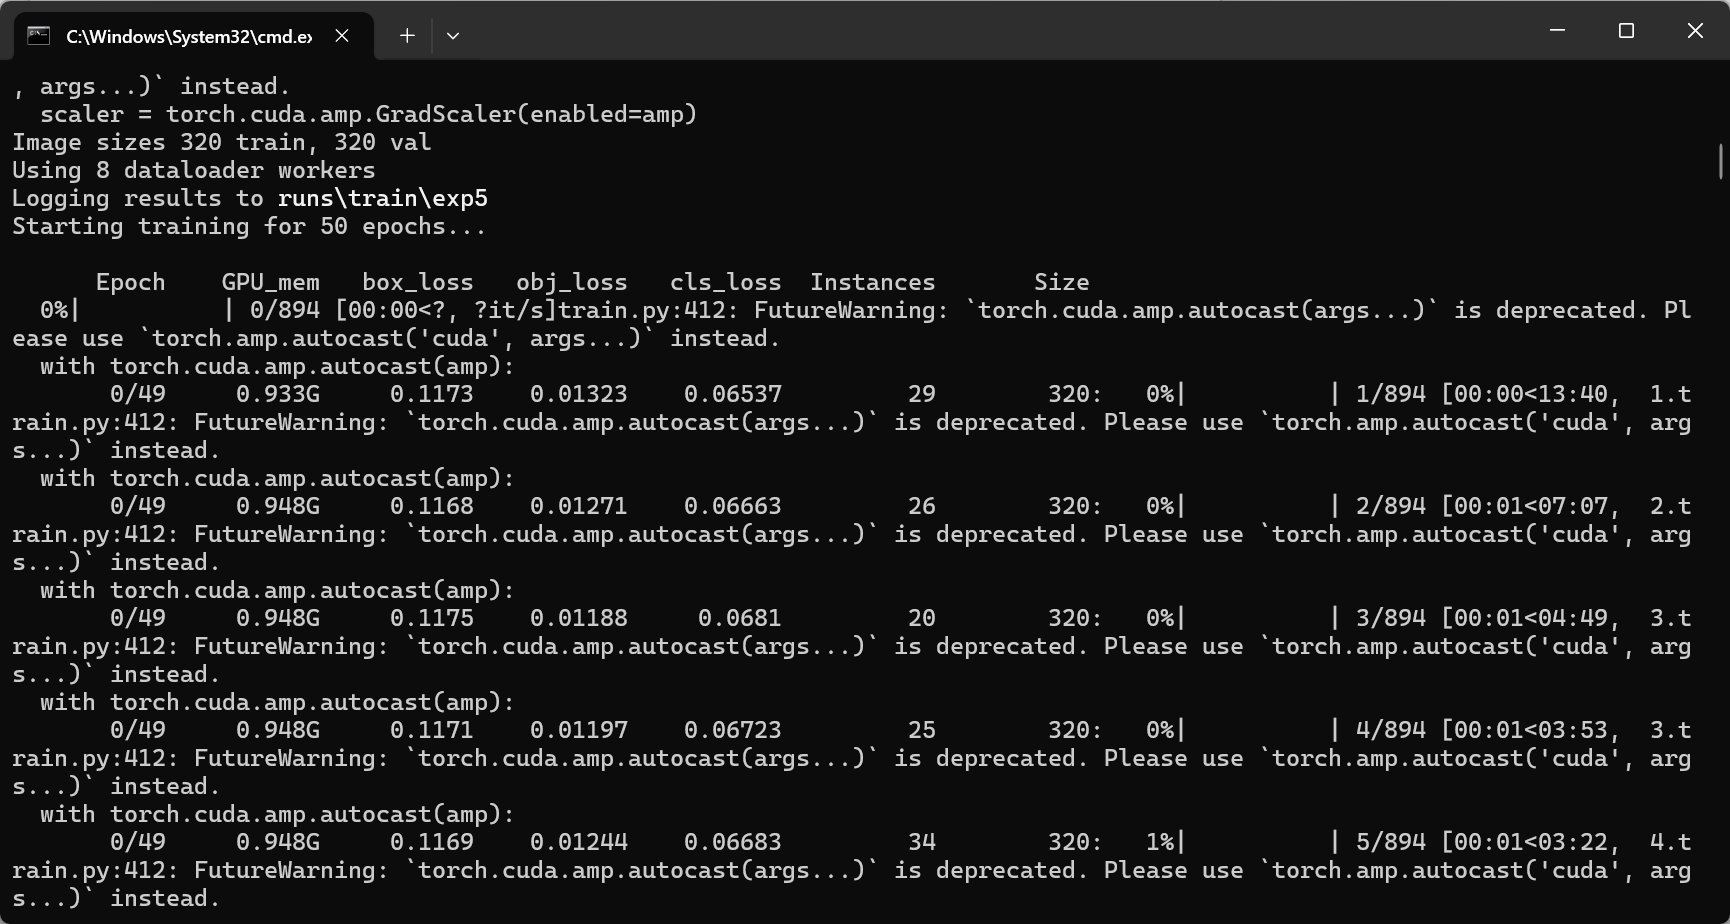 C:\Windows\System32\cmd.ex
, args...)` instead.
  scaler = torch.cuda.amp.GradScaler(enabled=amp)
Image sizes 320 train, 320 val
Using 8 dataloader workers
Logging results to runs\train\exp5
Starting training for 50 epochs...
      Epoch    GPU_mem   box_loss   obj_loss   cls_loss  Instances       Size
  0%|          | 0/894 [00:00<?, ?it/s]train.py:412: FutureWarning: `torch.cuda.amp.autocast(args...)` is deprecated. Pl
ease use `torch.amp.autocast('cuda', args...)` instead.
  with torch.cuda.amp.autocast(amp):
       0/49     0.933G     0.1173    0.01323    0.06537         29        320:   0%|          | 1/894 [00:00<13:40,  1.t
rain.py:412: FutureWarning: `torch.cuda.amp.autocast(args...)` is deprecated. Please use `torch.amp.autocast('cuda', arg
s...)` instead.
  with torch.cuda.amp.autocast(amp):
       0/49     0.948G     0.1168    0.01271    0.06663         26        320:   0%|          | 2/894 [00:01<07:07,  2.t
rain.py:412: FutureWarning: `torch.cuda.amp.autocast(args...)` is deprecated. Please use `torch.amp.autocast('cuda', arg
s...)` instead.
  with torch.cuda.amp.autocast(amp):
       0/49     0.948G     0.1175    0.01188     0.0681         20        320:   0%|          | 3/894 [00:01<04:49,  3.t
rain.py:412: FutureWarning: `torch.cuda.amp.autocast(args...)` is deprecated. Please use `torch.amp.autocast('cuda', arg
s...)` instead.
  with torch.cuda.amp.autocast(amp):
       0/49     0.948G     0.1171    0.01197    0.06723         25        320:   0%|          | 4/894 [00:01<03:53,  3.t
rain.py:412: FutureWarning: `torch.cuda.amp.autocast(args...)` is deprecated. Please use `torch.amp.autocast('cuda', arg
s...)` instead.
  with torch.cuda.amp.autocast(amp):
       0/49     0.948G     0.1169    0.01244    0.06683         34        320:   1%|          | 5/894 [00:01<03:22,  4.t
rain.py:412: FutureWarning: `torch.cuda.amp.autocast(args...)` is deprecated. Please use `torch.amp.autocast('cuda', arg
s...)` instead.